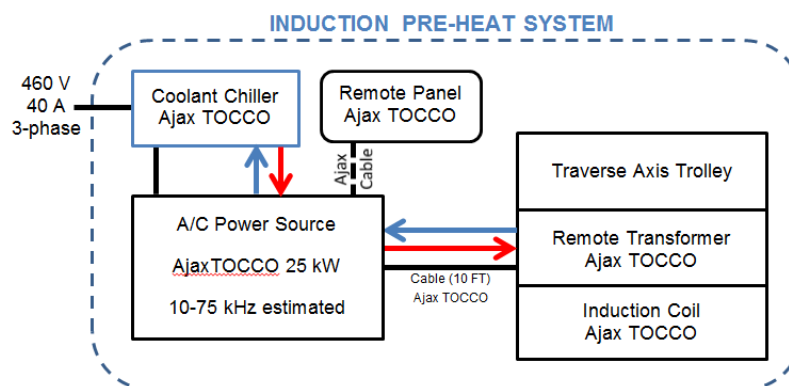 INDUCTION PRE-HEAT SYSTEM
460 V
40 A
3-phase
Coolant Chiller
Ajax TOCCO
Remote Panel
Ajax TOCCO
Ajax
Cable
A/C Power Source
AjaxTOCCO 25 kW
10-75 kHz estimated
Cable (10 FT)
Ajax TOCCO
Traverse Axis Trolley
Remote Transformer
Ajax TOCCO
Induction Coil
Ajax TOCCO